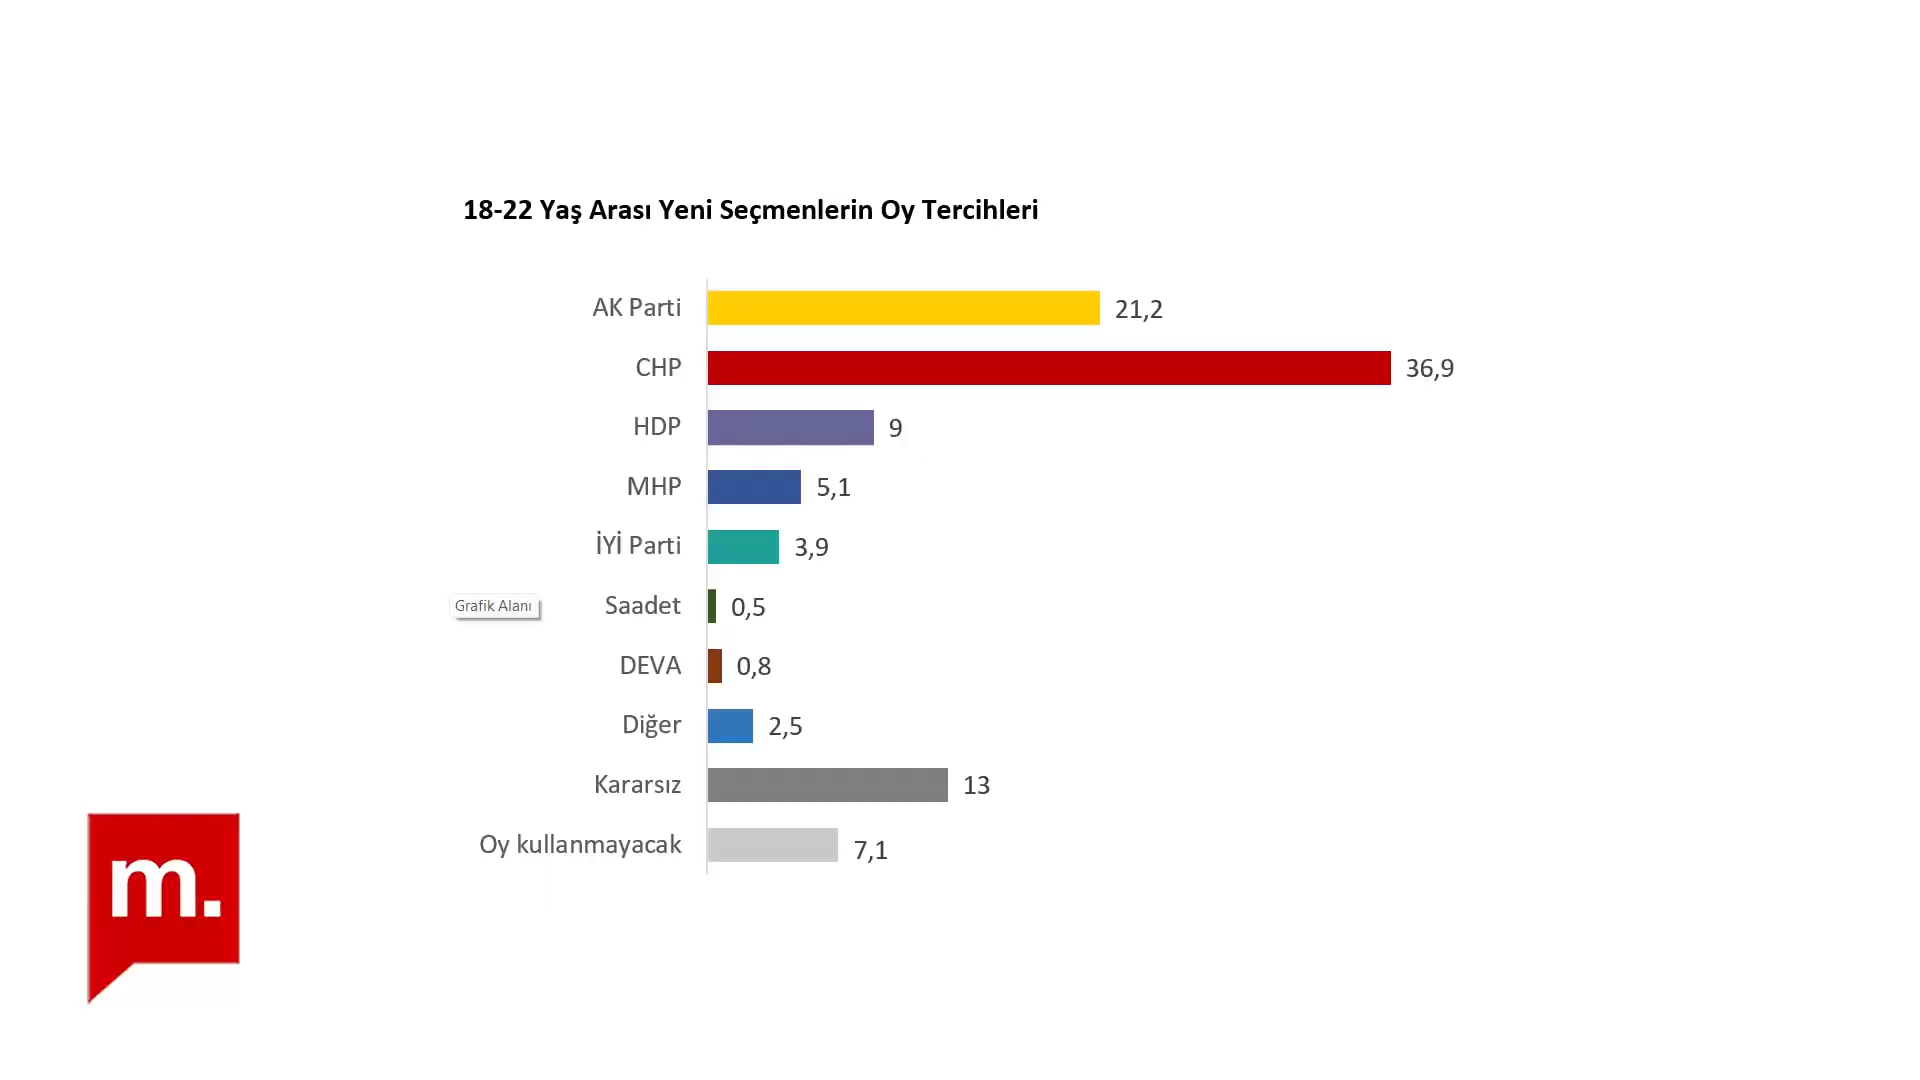 18-22 Yaş Arası Yeni Seçmenlerin Oy Tercihleri
AK Parti 21,2
CHP 36,9
HDP 9
MHP 5,1
İYİ Parti 3,9
Grafik Alanı
Saadet 0,5
DEVA 0,8
Diğer 2,5
Kararsız 13
Oy kullanmayacak 7,1
m.